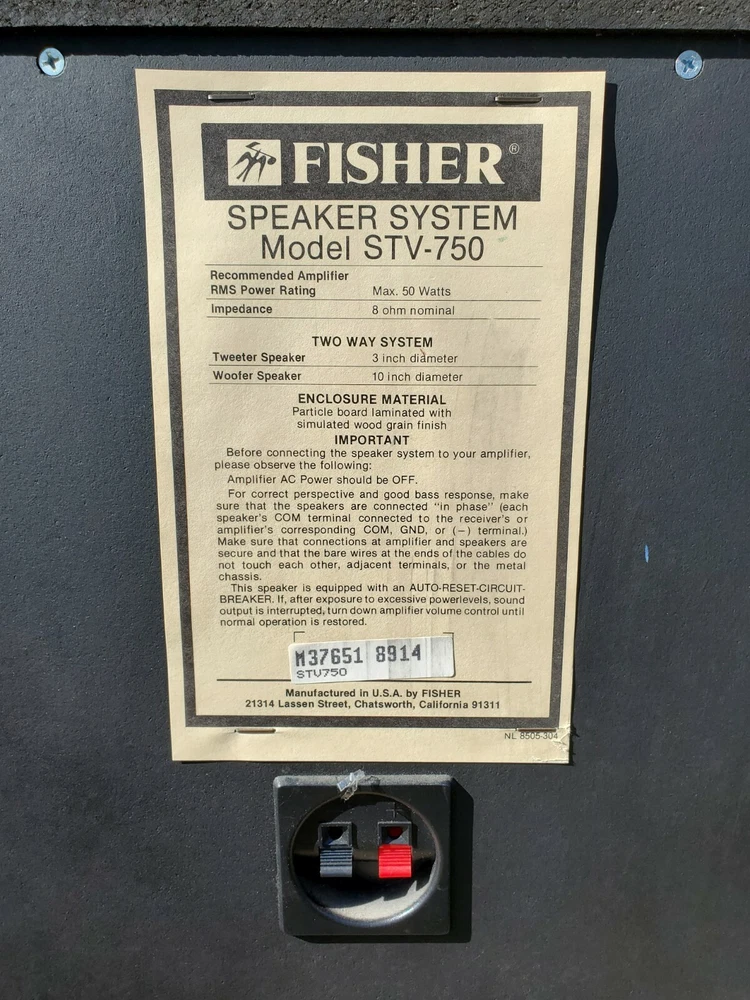 FISHER®
SPEAKER SYSTEM
Model STV-750
Recommended Amplifier
RMS Power Rating Max. 50 Watts
Impedance 8 ohm nominal
TWO WAY SYSTEM
Tweeter Speaker 3 inch diameter
Woofer Speaker 10 inch diameter
ENCLOSURE MATERIAL
Particle board laminated with
simulated wood grain finish
IMPORTANT
Before connecting the speaker system to your amplifier,
please observe the following:
Amplifier AC Power should be OFF.
For correct perspective and good bass response, make
sure that the speakers are connected "in phase" (each
speaker's COM terminal connected to the receiver's or
amplifier's corresponding COM, GND, or (−) terminal.)
Make sure that connections at amplifier and speakers are
secure and that the bare wires at the ends of the cables do
not touch each other, adjacent terminals, or the metal
chassis.
This speaker is equipped with an AUTO-RESET-CIRCUIT-
BREAKER. If, after exposure to excessive powerlevels, sound
output is interrupted, turn down amplifier volume control until
normal operation is restored.
M37651 8914
STV750
Manufactured in U.S.A. by FISHER
21314 Lassen Street, Chatsworth, California 91311
NL 8505-304
+